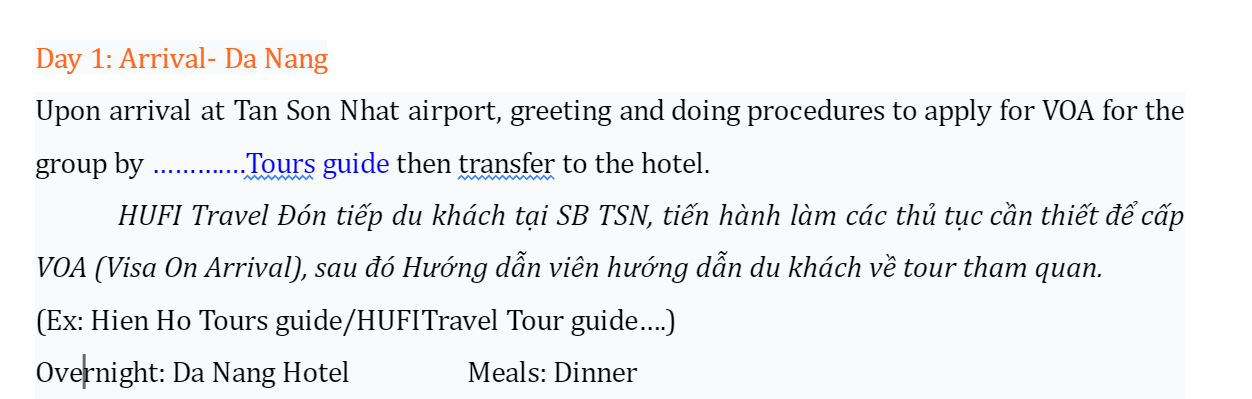 Day 1: Arrival- Da Nang
Upon arrival at Tan Son Nhat airport, greeting and doing procedures to apply for VOA for the
group by ………….Tours guide then transfer to the hotel.
HUFI Travel Đón tiếp du khách tại SB TSN, tiến hành làm các thủ tục cần thiết để cấp
VOA (Visa On Arrival), sau đó Hướng dẫn viên hướng dẫn du khách về tour tham quan.
(Ex: Hien Ho Tours guide/HUFITravel Tour guide….)
Overnight: Da Nang Hotel Meals: Dinner